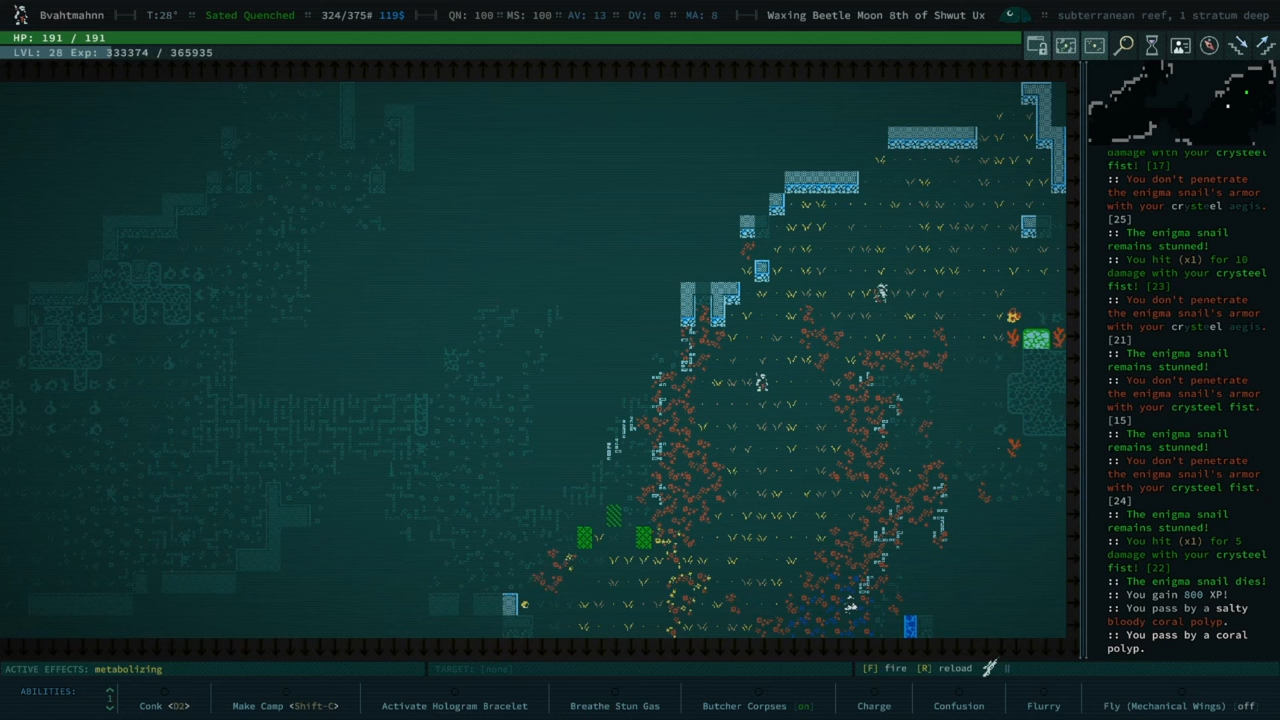 Bvahtmahnn T:28° :: Sated Quenched :: 324/375# 119$ QN: 100 :: MS: 100 :: AV: 13 :: DV: 0 :: MA: 8 Waxing Beetle Moon 8th of Shwut Ux :: subterranean reef, 1 stratum deep
HP: 191 / 191
LVL: 28 Exp: 333374 / 365935
damage with your crysteel
fist! [17]
:: You don't penetrate
the enigma snail's armor
with your crysteel aegis.
[25]
:: The enigma snail
remains stunned!
:: You hit (x1) for 10
damage with your crysteel
fist! [23]
:: You don't penetrate
the enigma snail's armor
with your crysteel aegis.
[21]
:: The enigma snail
remains stunned!
:: You don't penetrate
the enigma snail's armor
with your crysteel fist.
[15]
:: The enigma snail
remains stunned!
:: You don't penetrate
the enigma snail's armor
with your crysteel fist.
[24]
:: The enigma snail
remains stunned!
:: You hit (x1) for 5
damage with your crysteel
fist! [22]
:: The enigma snail dies!
:: You gain 800 XP!
:: You pass by a salty
bloody coral polyp.
:: You pass by a coral
polyp.
ACTIVE EFFECTS: metabolizing TARGET: [none] [F] fire [R] reload
ABILITIES: 1 Conk <D2> Make Camp <Shift-C> Activate Hologram Bracelet Breathe Stun Gas Butcher Corpses [on] Charge Confusion Flurry Fly (Mechanical Wings) [off]